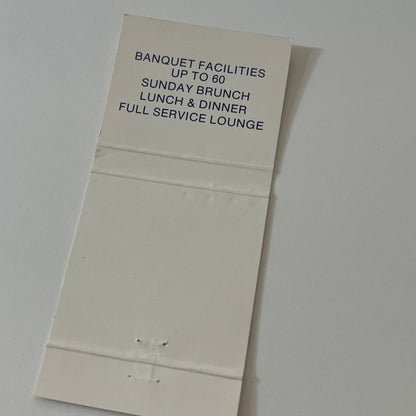 BANQUET FACILITIES
UP TO 60
SUNDAY BRUNCH
LUNCH & DINNER
FULL SERVICE LOUNGE